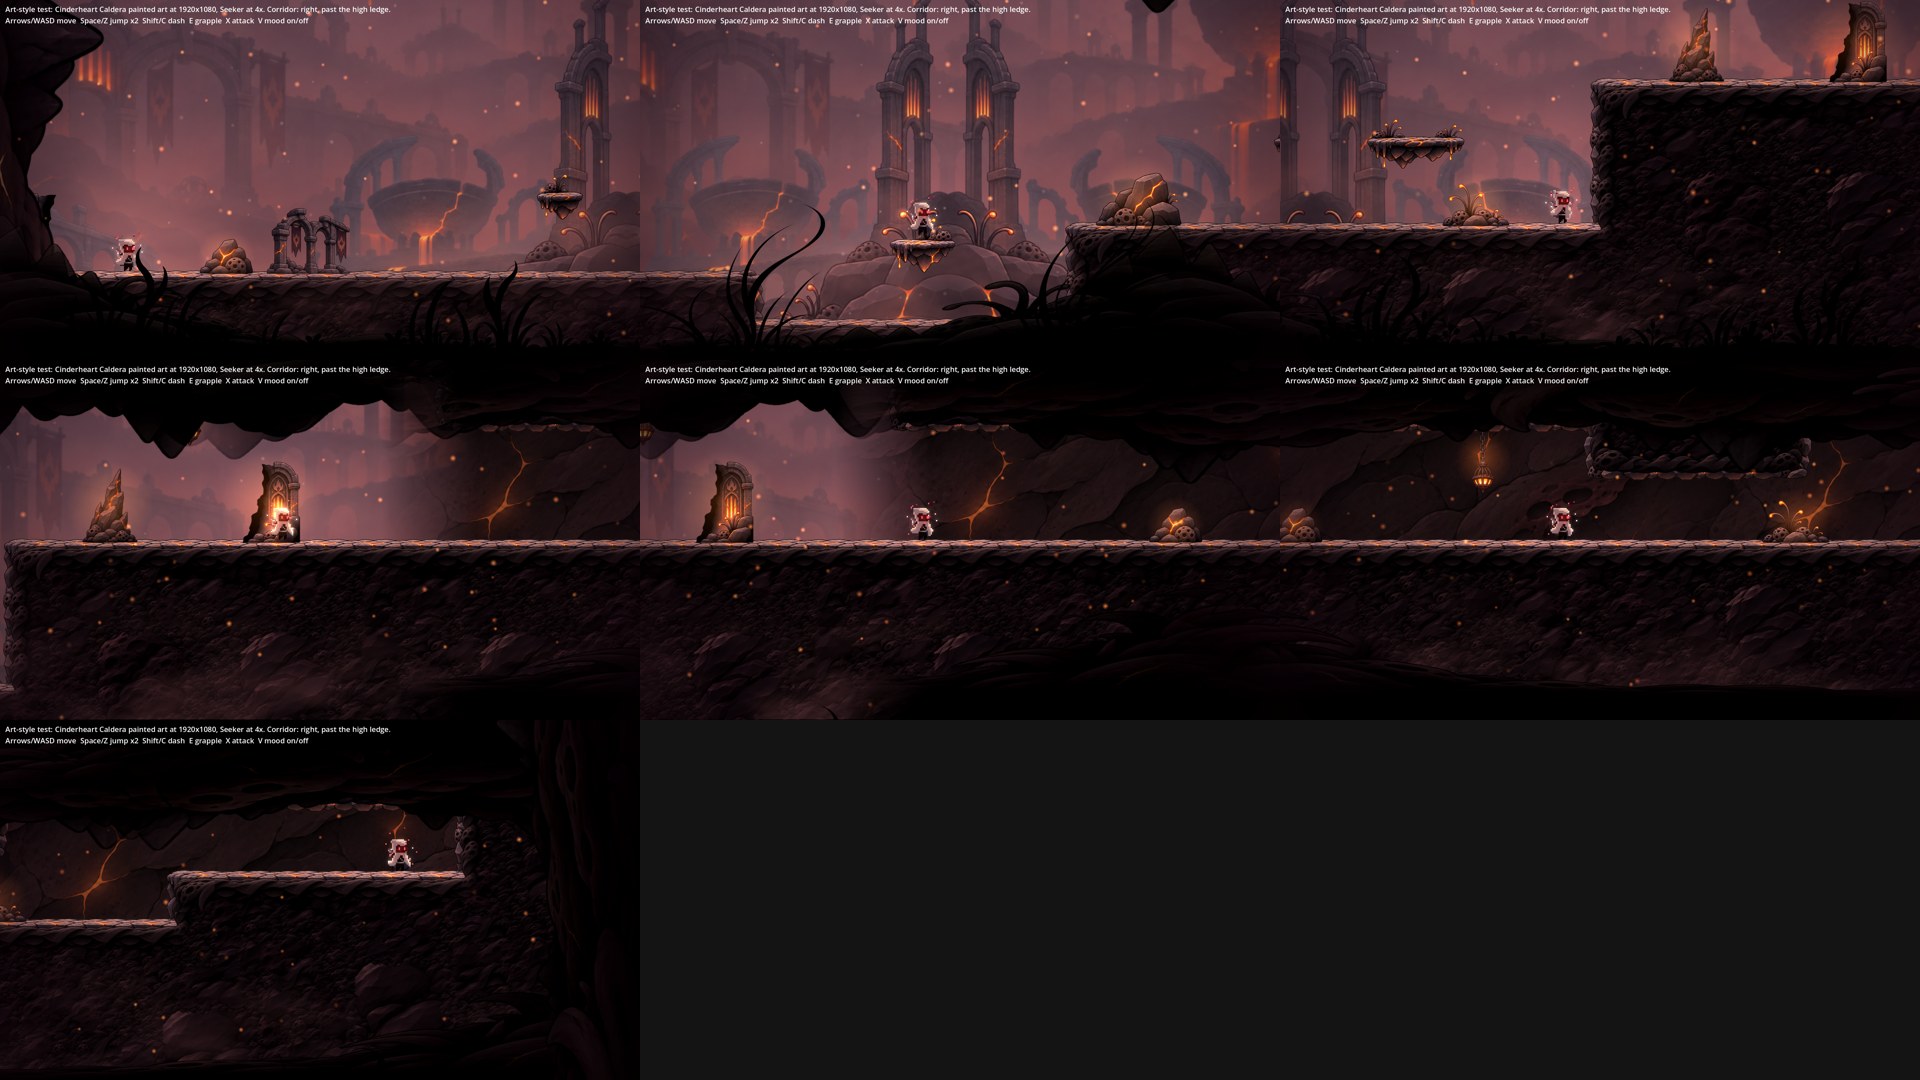 Art-style test: Cinderheart Caldera painted art at 1920x1080, Seeker at 4x. Corridor: right, past the high ledge.
Arrows/WASD move  Space/Z jump x2  Shift/C dash  E grapple  X attack  V mood on/off
Art-style test: Cinderheart Caldera painted art at 1920x1080, Seeker at 4x. Corridor: right, past the high ledge.
Arrows/WASD move  Space/Z jump x2  Shift/C dash  E grapple  X attack  V mood on/off
Art-style test: Cinderheart Caldera painted art at 1920x1080, Seeker at 4x. Corridor: right, past the high ledge.
Arrows/WASD move  Space/Z jump x2  Shift/C dash  E grapple  X attack  V mood on/off
Art-style test: Cinderheart Caldera painted art at 1920x1080, Seeker at 4x. Corridor: right, past the high ledge.
Arrows/WASD move  Space/Z jump x2  Shift/C dash  E grapple  X attack  V mood on/off
Art-style test: Cinderheart Caldera painted art at 1920x1080, Seeker at 4x. Corridor: right, past the high ledge.
Arrows/WASD move  Space/Z jump x2  Shift/C dash  E grapple  X attack  V mood on/off
Art-style test: Cinderheart Caldera painted art at 1920x1080, Seeker at 4x. Corridor: right, past the high ledge.
Arrows/WASD move  Space/Z jump x2  Shift/C dash  E grapple  X attack  V mood on/off
Art-style test: Cinderheart Caldera painted art at 1920x1080, Seeker at 4x. Corridor: right, past the high ledge.
Arrows/WASD move  Space/Z jump x2  Shift/C dash  E grapple  X attack  V mood on/off